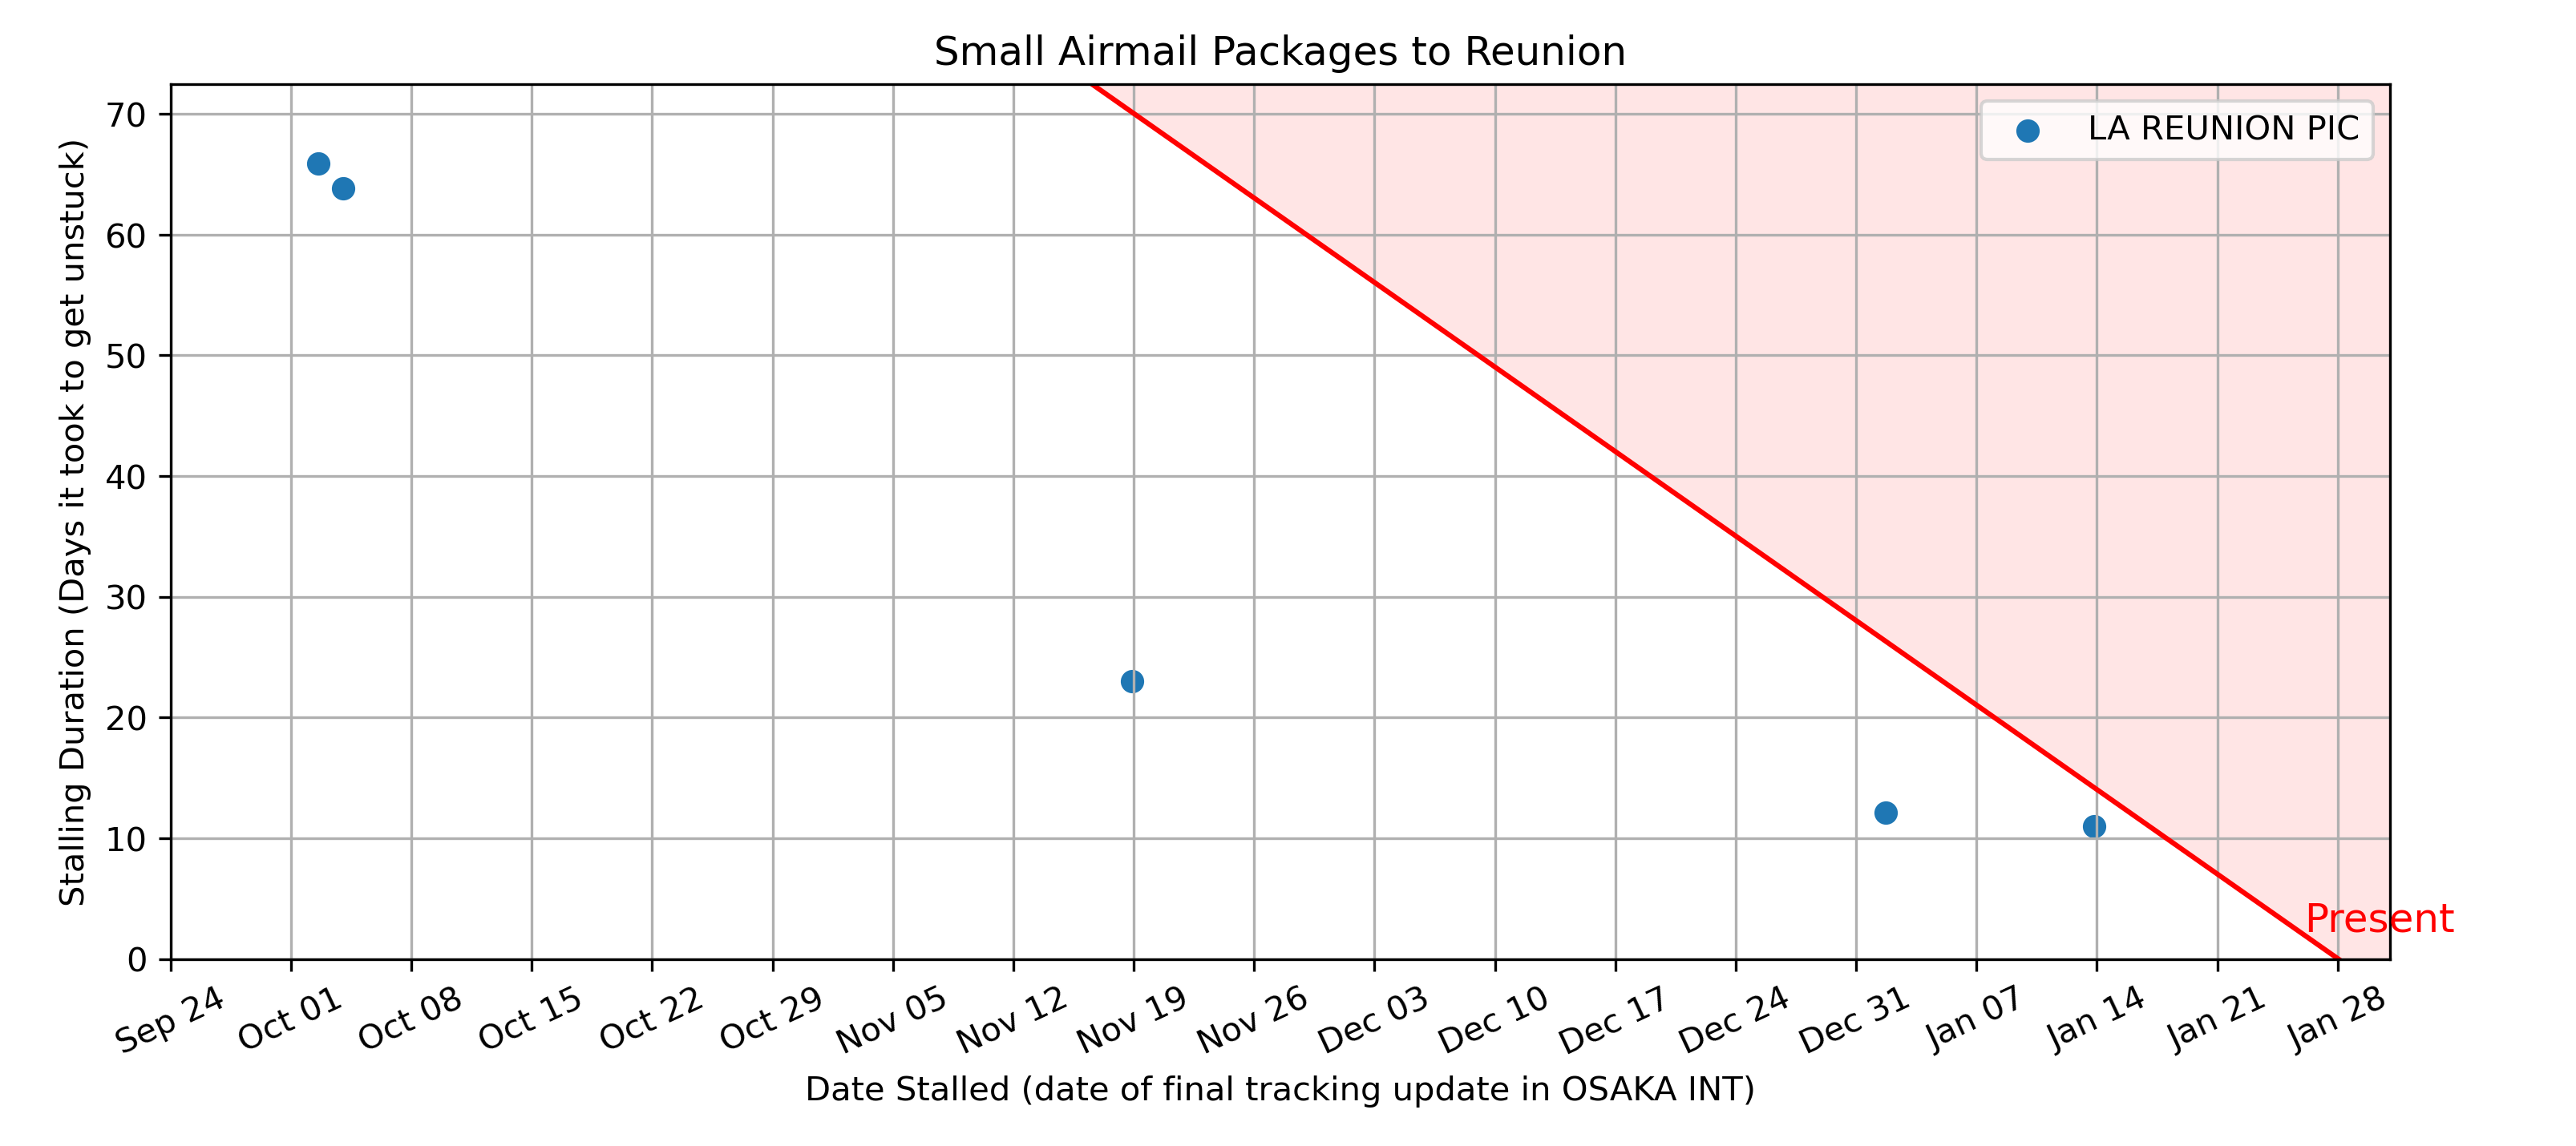 Small Airmail Packages to Reunion
LA REUNION PIC
Stalling Duration (Days it took to get unstuck)
70
60
50
40
30
20
10
0
Present
Sep 24
Oct 01
Oct 08
Oct 15
Oct 22
Oct 29
Nov 05
Nov 12
Nov 19
Nov 26
Dec 03
Dec 10
Dec 17
Dec 24
Dec 31
Jan 07
Jan 14
Jan 21
Jan 28
Date Stalled (date of final tracking update in OSAKA INT)